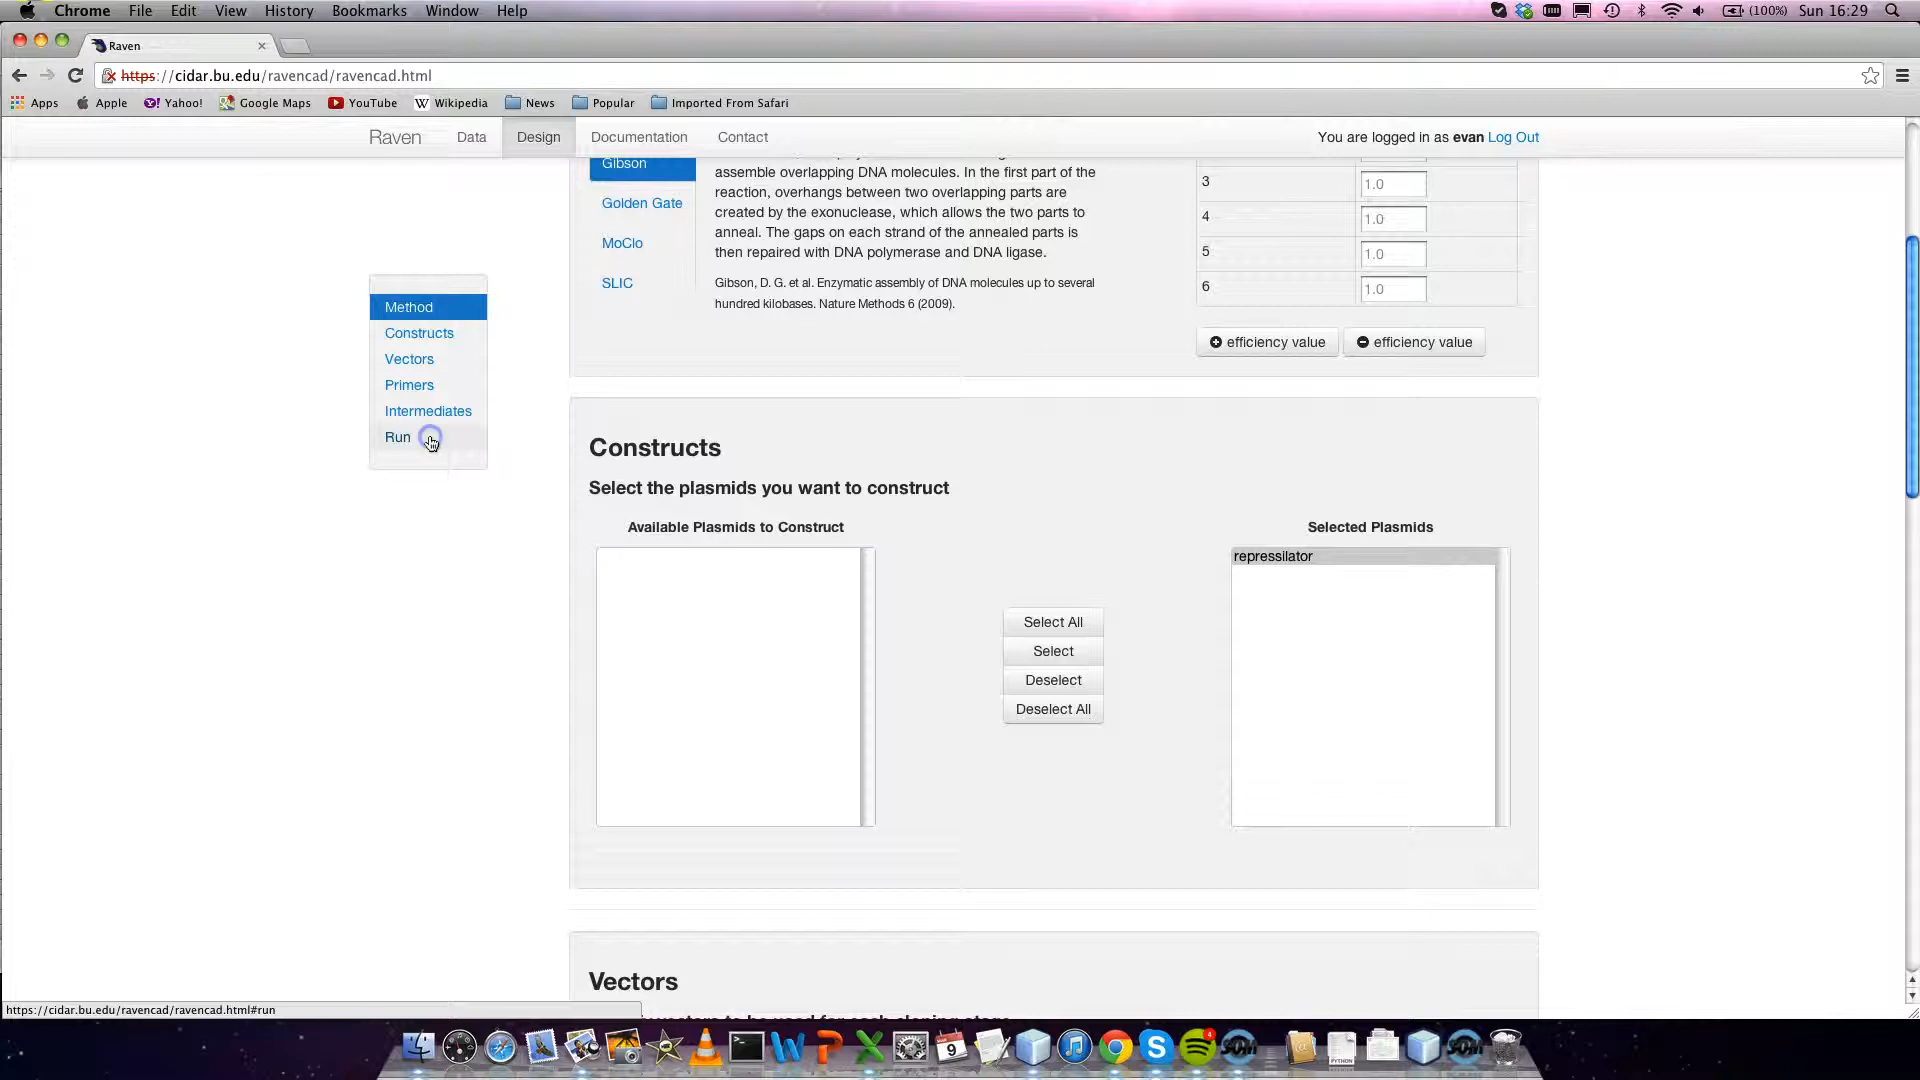 Chrome File Edit View History Bookmarks Window Help (100%) Sun 16:29
Raven
https://cidar.bu.edu/ravencad/ravencad.html
Apps Apple Yahoo! Google Maps YouTube Wikipedia News Popular Imported From Safari
Raven Data Design Documentation Contact You are logged in as evan Log Out
Gibson
Golden Gate
MoClo
SLIC
assemble overlapping DNA molecules. In the first part of the
reaction, overhangs between two overlapping parts are
created by the exonuclease, which allows the two parts to
anneal. The gaps on each strand of the annealed parts is
then repaired with DNA polymerase and DNA ligase.
Gibson, D. G. et al. Enzymatic assembly of DNA molecules up to several
hundred kilobases. Nature Methods 6 (2009).
3 1.0
4 1.0
5 1.0
6 1.0
efficiency value efficiency value
Method
Constructs
Vectors
Primers
Intermediates
Run
Constructs
Select the plasmids you want to construct
Available Plasmids to Construct
Selected Plasmids
repressilator
Select All
Select
Deselect
Deselect All
Vectors
https://cidar.bu.edu/ravencad/ravencad.html#run